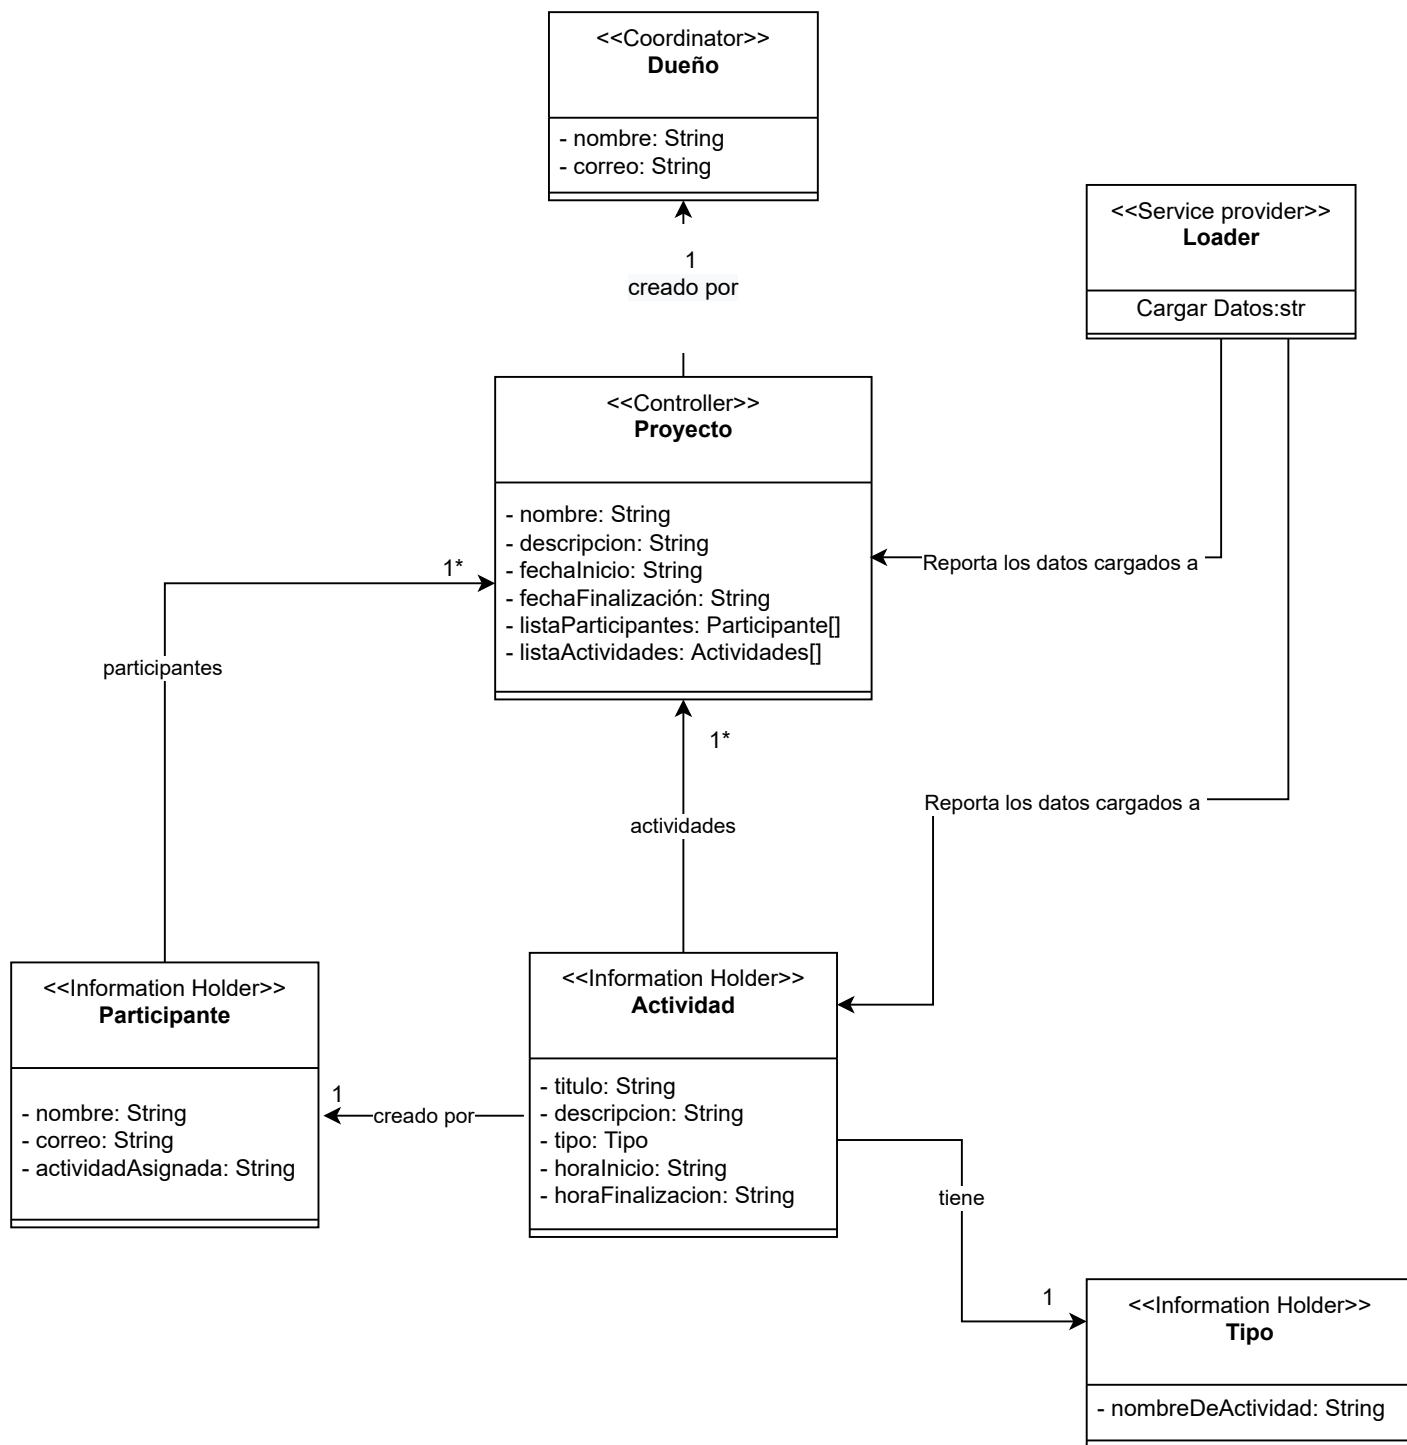 <<Coordinator>>
Dueño
- nombre: String
- correo: String
<<Service provider>>
Loader
Cargar Datos:str
1
creado por
<<Controller>>
Proyecto
- nombre: String
- descripcion: String
- fechaInicio: String
- fechaFinalización: String
- listaParticipantes: Participante[]
- listaActividades: Actividades[]
1*
Reporta los datos cargados a
participantes
1*
actividades
Reporta los datos cargados a
<<Information Holder>>
Participante
- nombre: String
- correo: String
- actividadAsignada: String
1
creado por
<<Information Holder>>
Actividad
- titulo: String
- descripcion: String
- tipo: Tipo
- horaInicio: String
- horaFinalizacion: String
tiene
1
<<Information Holder>>
Tipo
- nombreDeActividad: String